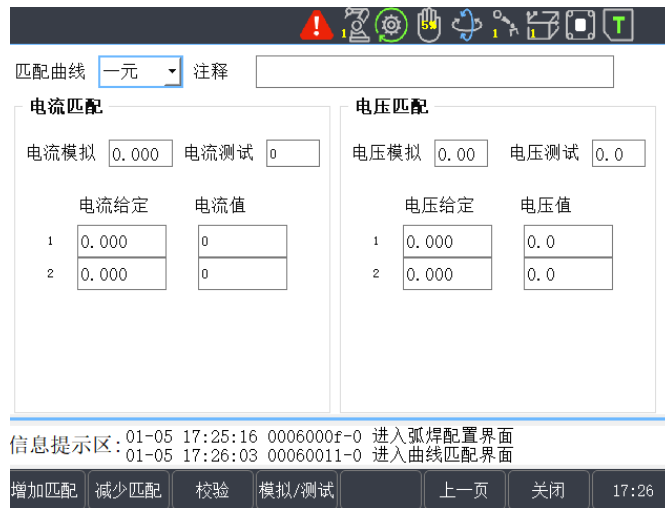 1 5% 1 1 T
匹配曲线 一元 注释
电流匹配 电压匹配
电流模拟 0.000 电流测试 0 电压模拟 0.00 电压测试 0.0
电流给定 电流值 电压给定 电压值
1 0.000 0 1 0.000 0.0
2 0.000 0 2 0.000 0.0
信息提示区: 01-05 17:25:16 0006000f-0 进入弧焊配置界面
01-05 17:26:03 00060011-0 进入曲线匹配界面
增加匹配 减少匹配 校验 模拟/测试 上一页 关闭 17:26